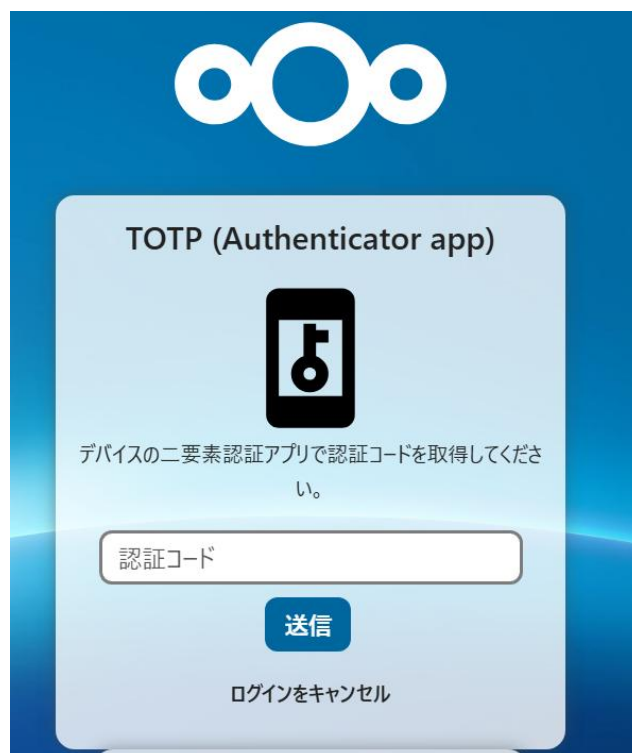 TOTP (Authenticator app)
デバイスの二要素認証アプリで認証コードを取得してくださ
い。
認証コード
送信
ログインをキャンセル